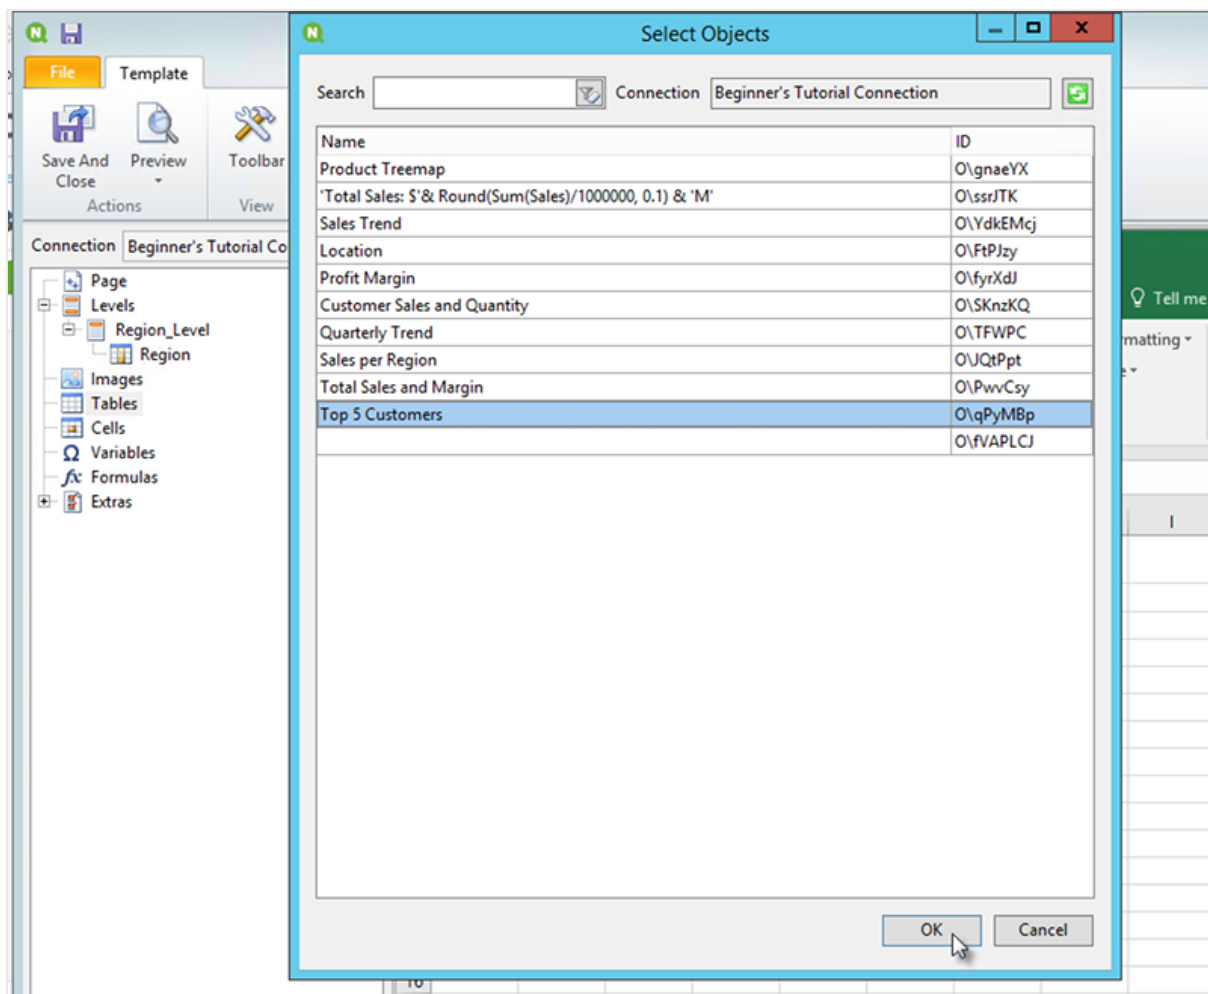 Select Objects
File
Template
Search
Connection
Beginner's Tutorial Connection
Save And Close
Preview
Toolbar
Actions
View
Connection
Beginner's Tutorial Co
Page
Levels
Region_Level
Region
Images
Tables
Cells
Variables
Formulas
Extras
Name ID
Product Treemap O\gnaeYX
'Total Sales: $'& Round(Sum(Sales)/1000000, 0.1) & 'M' O\ssrJTK
Sales Trend O\YdkEMcj
Location O\FtPJzy
Profit Margin O\fyrXdJ
Customer Sales and Quantity O\SKnzKQ
Quarterly Trend O\TFWPC
Sales per Region O\JQtPpt
Total Sales and Margin O\PwvCsy
Top 5 Customers O\qPyMBp
O\fVAPLCJ
OK
Cancel
Tell me
matting
I